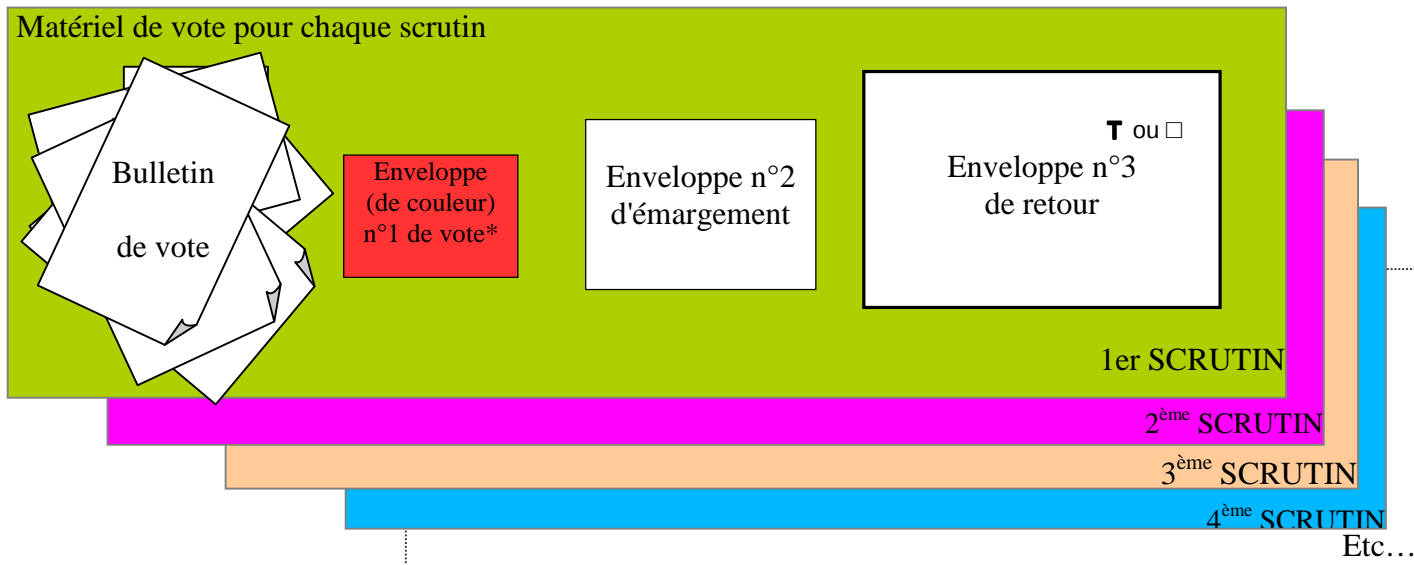 Matériel de vote pour chaque scrutin
Bulletin
de vote
Enveloppe
(de couleur)
n°1 de vote*
Enveloppe n°2
d'émargement
T ou □
Enveloppe n°3
de retour
1er SCRUTIN
2ème SCRUTIN
3ème SCRUTIN
4ème SCRUTIN
Etc…